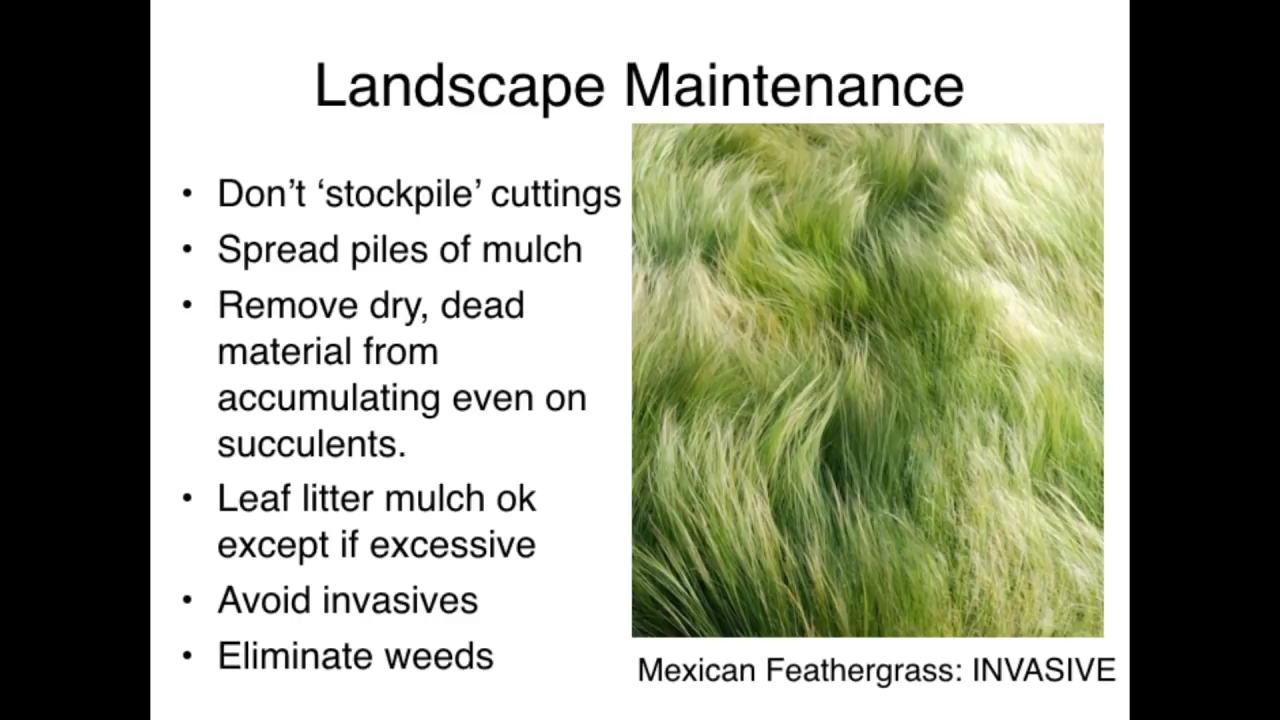 Landscape Maintenance
• Don’t ‘stockpile’ cuttings
• Spread piles of mulch
• Remove dry, dead
material from
accumulating even on
succulents.
• Leaf litter mulch ok
except if excessive
• Avoid invasives
• Eliminate weeds
Mexican Feathergrass: INVASIVE